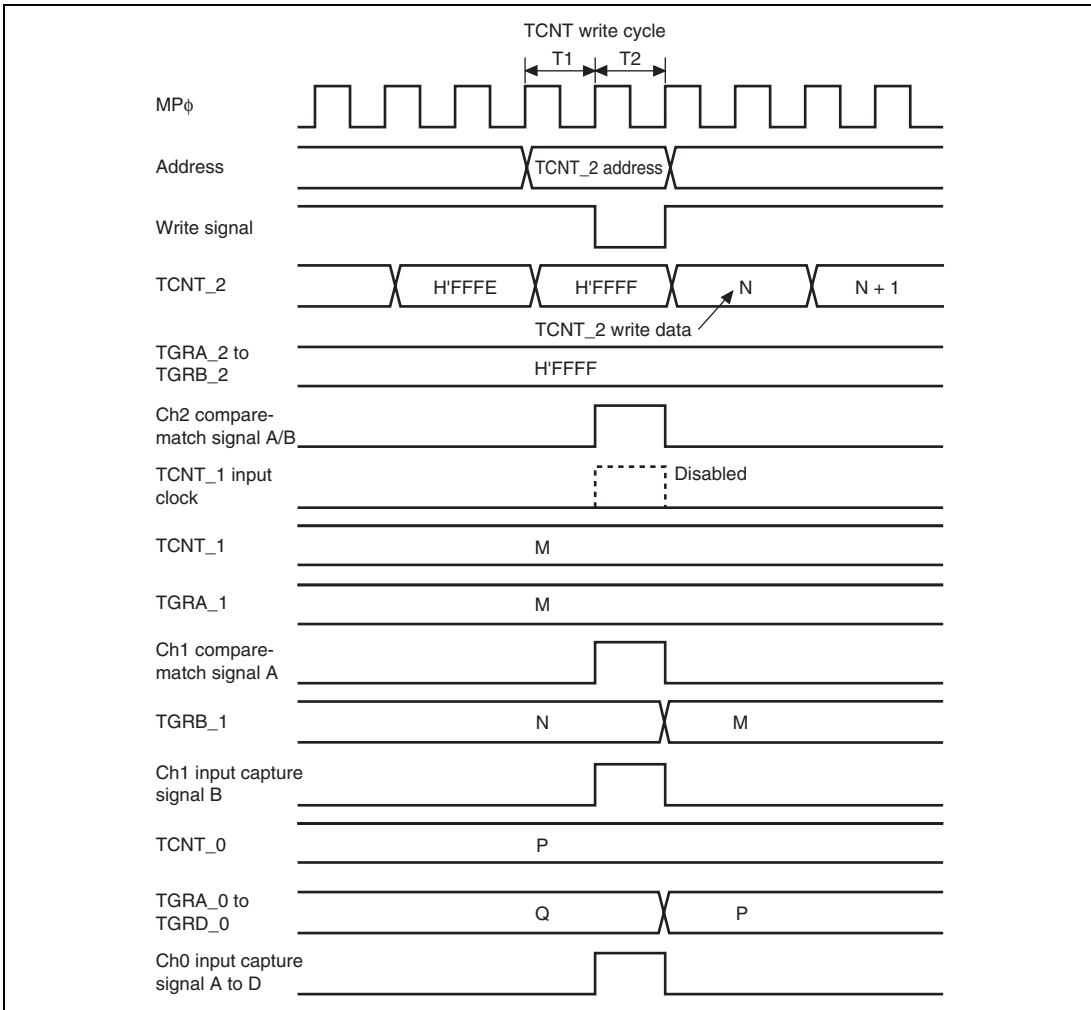 TCNT write cycle
T1 T2
MPϕ
Address
TCNT_2 address
Write signal
TCNT_2
H'FFFE H'FFFF N N + 1
TCNT_2 write data
TGRA_2 to
TGRB_2
H'FFFF
Ch2 compare-
match signal A/B
TCNT_1 input
clock
Disabled
TCNT_1
M
TGRA_1
M
Ch1 compare-
match signal A
TGRB_1
N M
Ch1 input capture
signal B
TCNT_0
P
TGRA_0 to
TGRD_0
Q P
Ch0 input capture
signal A to D